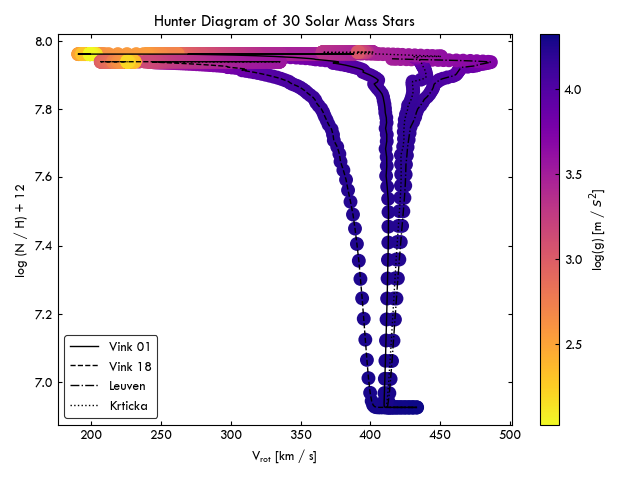 Hunter Diagram of 30 Solar Mass Stars
8.0
7.8
7.6
7.4
7.2
7.0
log (N / H) + 12
Vink 01
Vink 18
Leuven
Krticka
200
250
300
350
400
450
500
V_rot [km / s]
4.0
3.5
3.0
2.5
log(g) [m / s²]